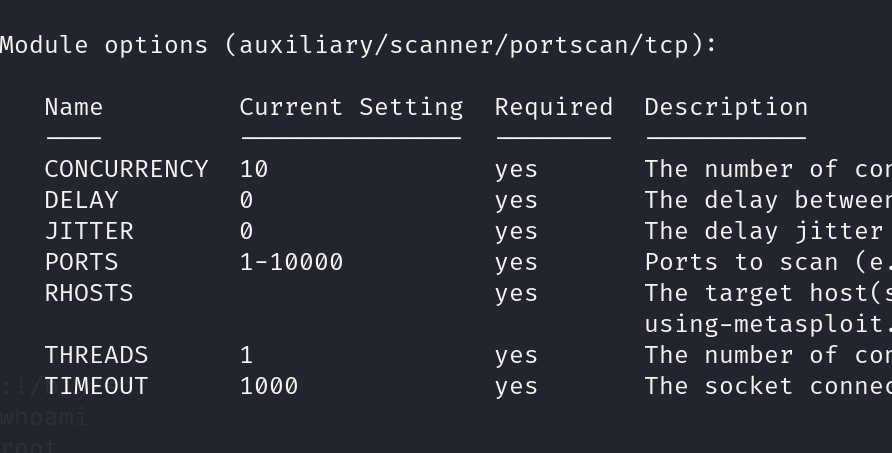 Module options (auxiliary/scanner/portscan/tcp):
Name Current Setting Required Description
CONCURRENCY 10 yes The number of con
DELAY 0 yes The delay between
JITTER 0 yes The delay jitter
PORTS 1-10000 yes Ports to scan (e.
RHOSTS yes The target host(s
using-metasploit.
THREADS 1 yes The number of con
TIMEOUT 1000 yes The socket connec
whoami
root